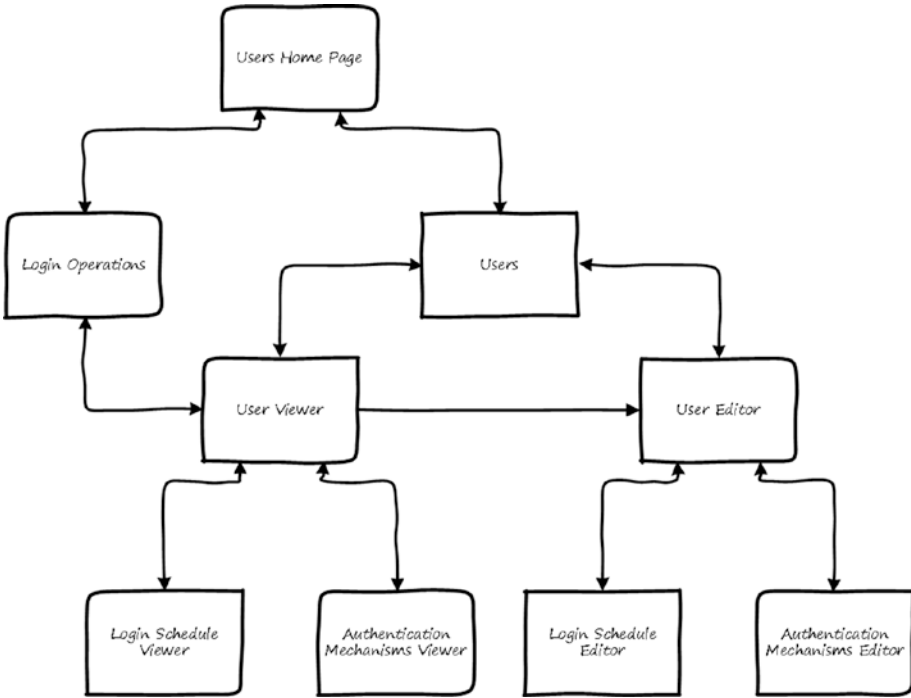 Users Home Page
Login Operations
Users
User Viewer
User Editor
Login Schedule
Viewer
Authentication
Mechanisms Viewer
Login Schedule
Editor
Authentication
Mechanisms Editor